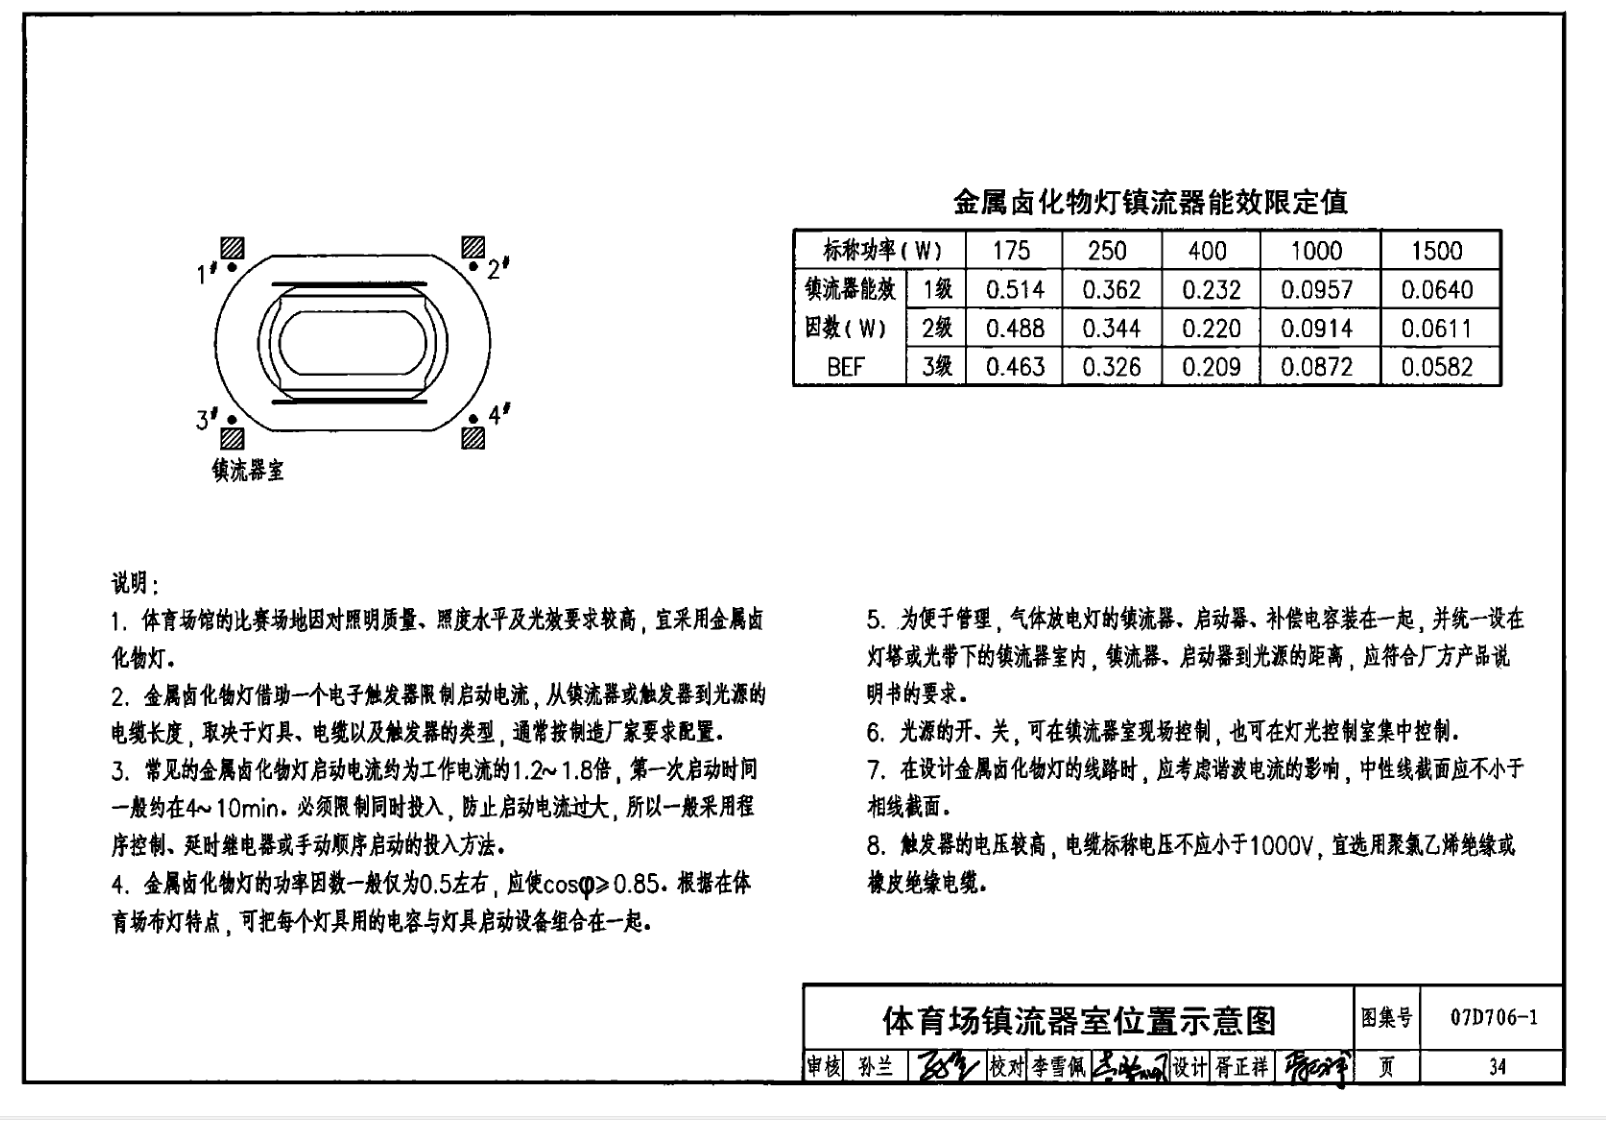 金属卤化物灯镇流器能效限定值
标称功率(W) 175 250 400 1000 1500
镇流器能效 1级 0.514 0.362 0.232 0.0957 0.0640
因数(W) 2级 0.488 0.344 0.220 0.0914 0.0611
BEF 3级 0.463 0.326 0.209 0.0872 0.0582
1# 2#
3# 4#
镇流器室
说明:
1. 体育场馆的比赛场地因对照明质量、照度水平及光效要求较高, 宜采用金属卤
化物灯。
2. 金属卤化物灯借助一个电子触发器限制启动电流, 从镇流器或触发器到光源的
电缆长度, 取决于灯具、电缆以及触发器的类型, 通常按制造厂家要求配置。
3. 常见的金属卤化物灯启动电流约为工作电流的1.2~1.8倍, 第一次启动时间
一般约在4~10min。必须限制同时投入, 防止启动电流过大, 所以一般采用程
序控制、延时继电器或手动顺序启动的投入方法。
4. 金属卤化物灯的功率因数一般仅为0.5左右, 应使cosφ≥0.85。根据在体
育场布灯特点, 可把每个灯具用的电容与灯具启动设备组合在一起。
5. 为便于管理, 气体放电灯的镇流器、启动器、补偿电容装在一起, 并统一设在
灯塔或光带下的镇流器室内, 镇流器、启动器到光源的距离, 应符合厂方产品说
明书的要求。
6. 光源的开、关, 可在镇流器室现场控制, 也可在灯光控制室集中控制.
7. 在设计金属卤化物灯的线路时, 应考虑谐波电流的影响, 中性线截面应不小于
相线截面。
8. 触发器的电压较高, 电缆标称电压不应小于1000V, 宜选用聚氯乙烯绝缘或
橡皮绝缘电缆。
体育场镇流器室位置示意图 图集号 07D706-1
审核 孙兰 校对 李雪佩 设计 胥正祥 页 34